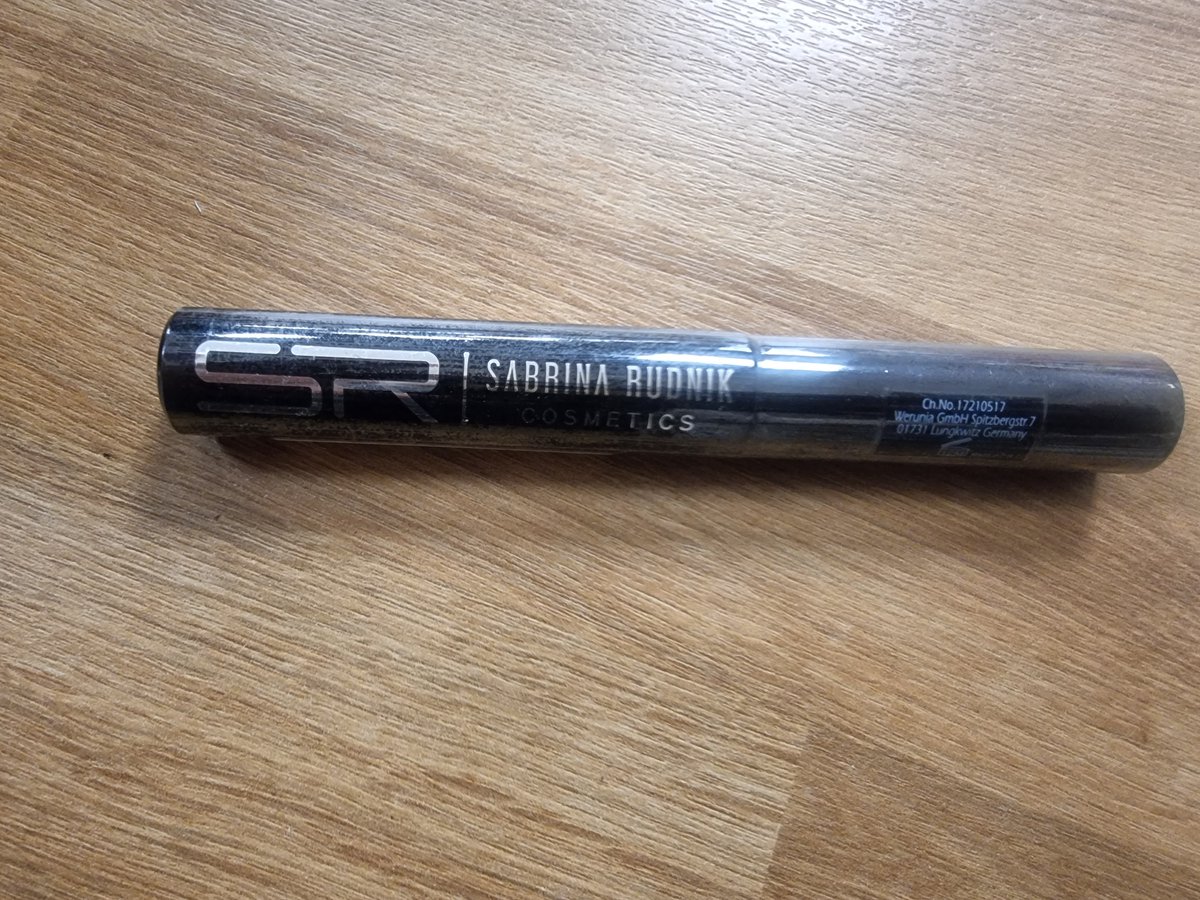 SR
SABRINA RUDNIK
COSMETICS
Ch.No.17210517
Werunia GmbH Spitzbergstr.7
01731 Lungkwitz Germany